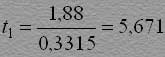 t₁ = 1,88 / 0,3315 = 5,671